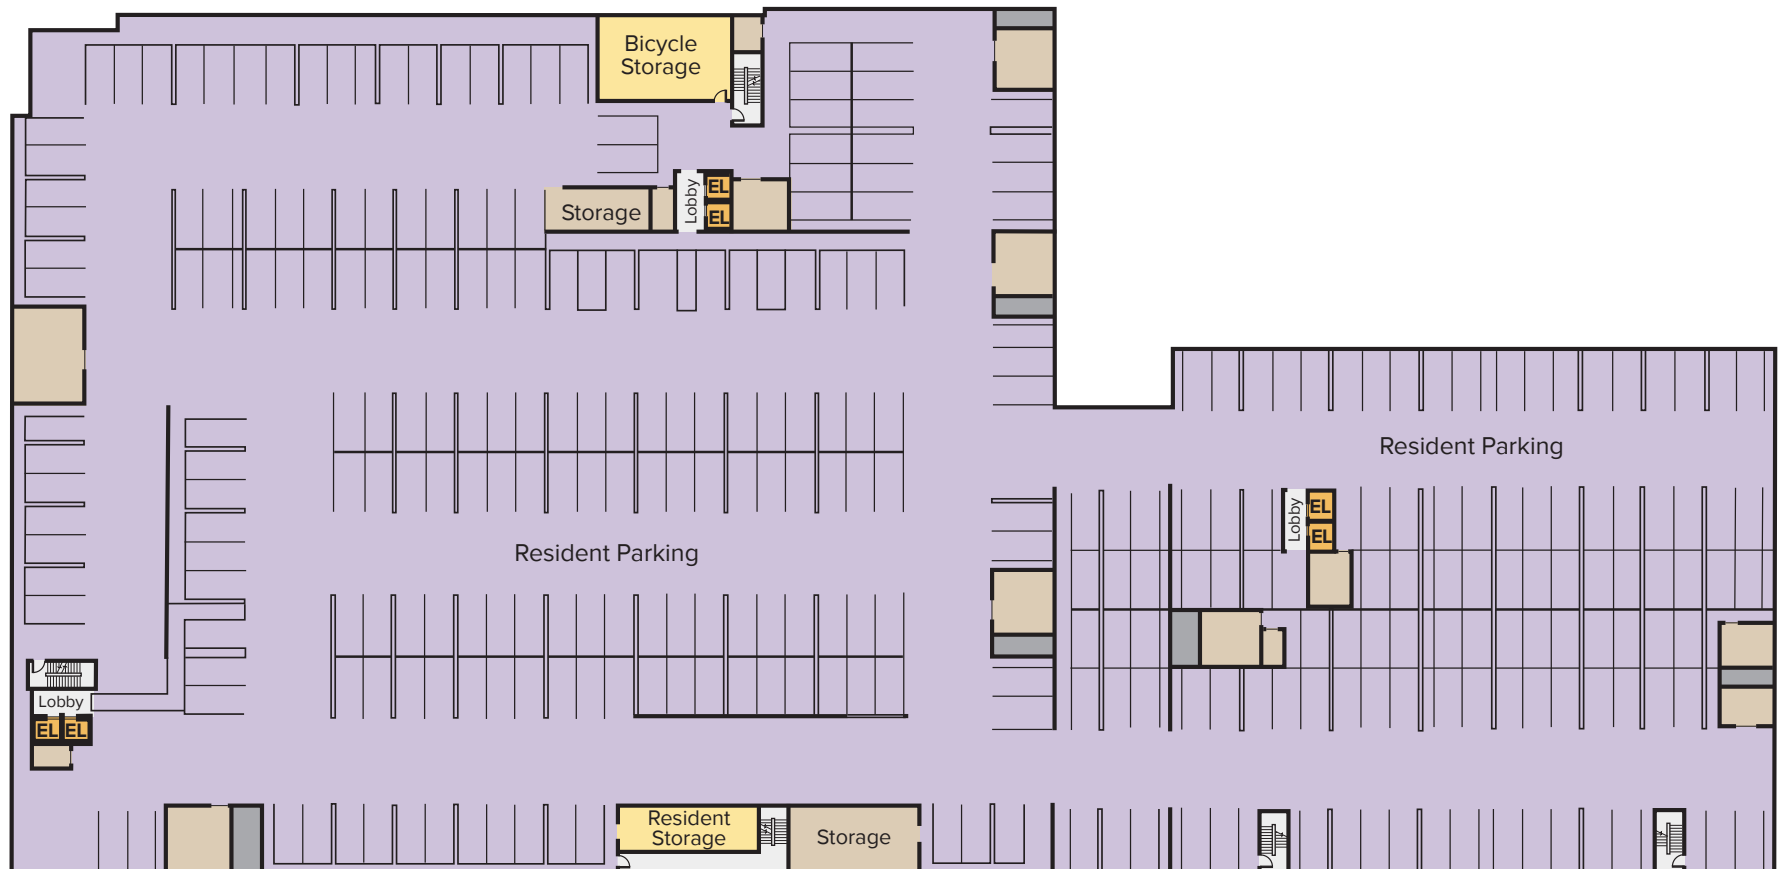 Bicycle
Storage
Storage
Lobby
EL
EL
Resident Parking
Lobby
EL
EL
Resident Parking
Lobby
EL EL
Resident
Storage
Storage